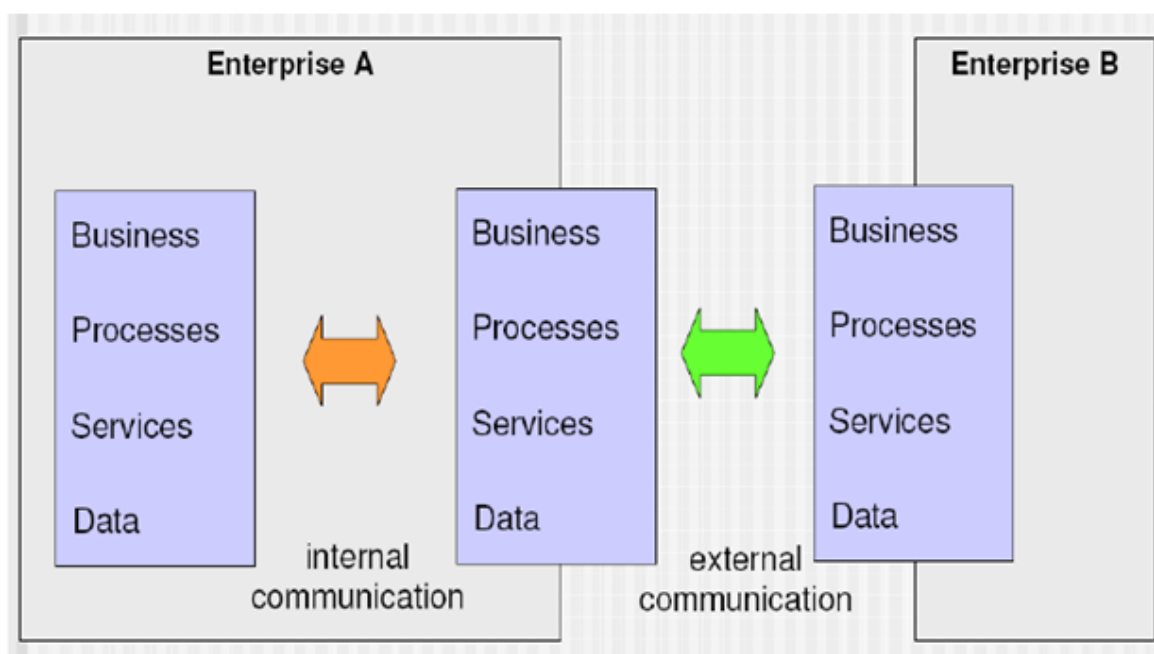 Enterprise A
Business
Processes
Services
Data
internal
communication
Business
Processes
Services
Data
external
communication
Enterprise B
Business
Processes
Services
Data